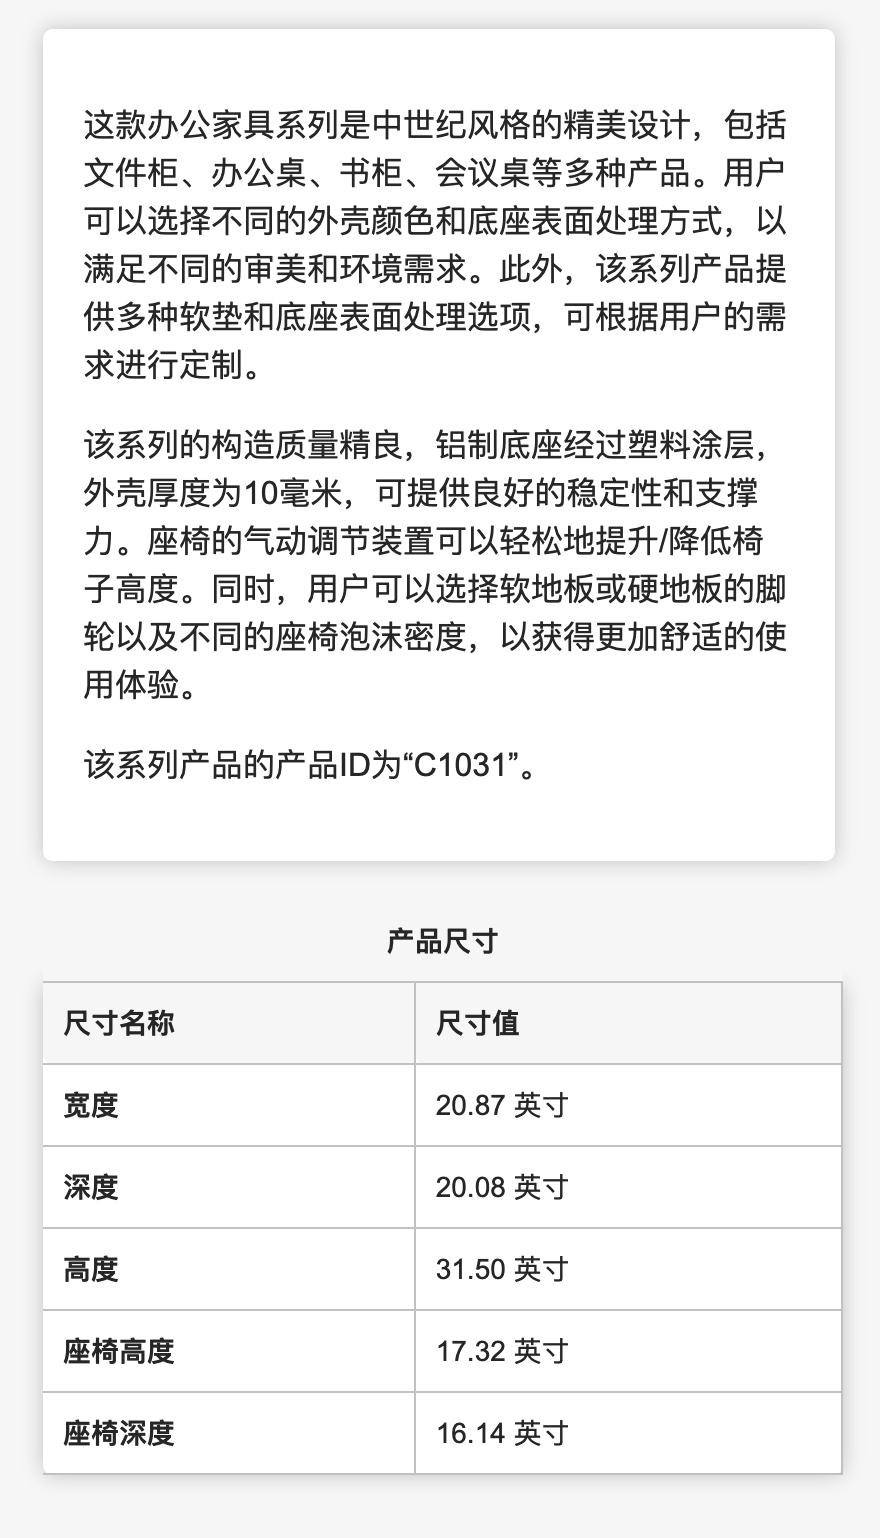 这款办公家具系列是中世纪风格的精美设计，包括
文件柜、办公桌、书柜、会议桌等多种产品。用户
可以选择不同的外壳颜色和底座表面处理方式，以
满足不同的审美和环境需求。此外，该系列产品提
供多种软垫和底座表面处理选项，可根据用户的需
求进行定制。
该系列的构造质量精良，铝制底座经过塑料涂层，
外壳厚度为10毫米，可提供良好的稳定性和支撑
力。座椅的气动调节装置可以轻松地提升/降低椅
子高度。同时，用户可以选择软地板或硬地板的脚
轮以及不同的座椅泡沫密度，以获得更加舒适的使
用体验。
该系列产品的产品ID为“C1031”。
产品尺寸
尺寸名称 尺寸值
宽度 20.87 英寸
深度 20.08 英寸
高度 31.50 英寸
座椅高度 17.32 英寸
座椅深度 16.14 英寸